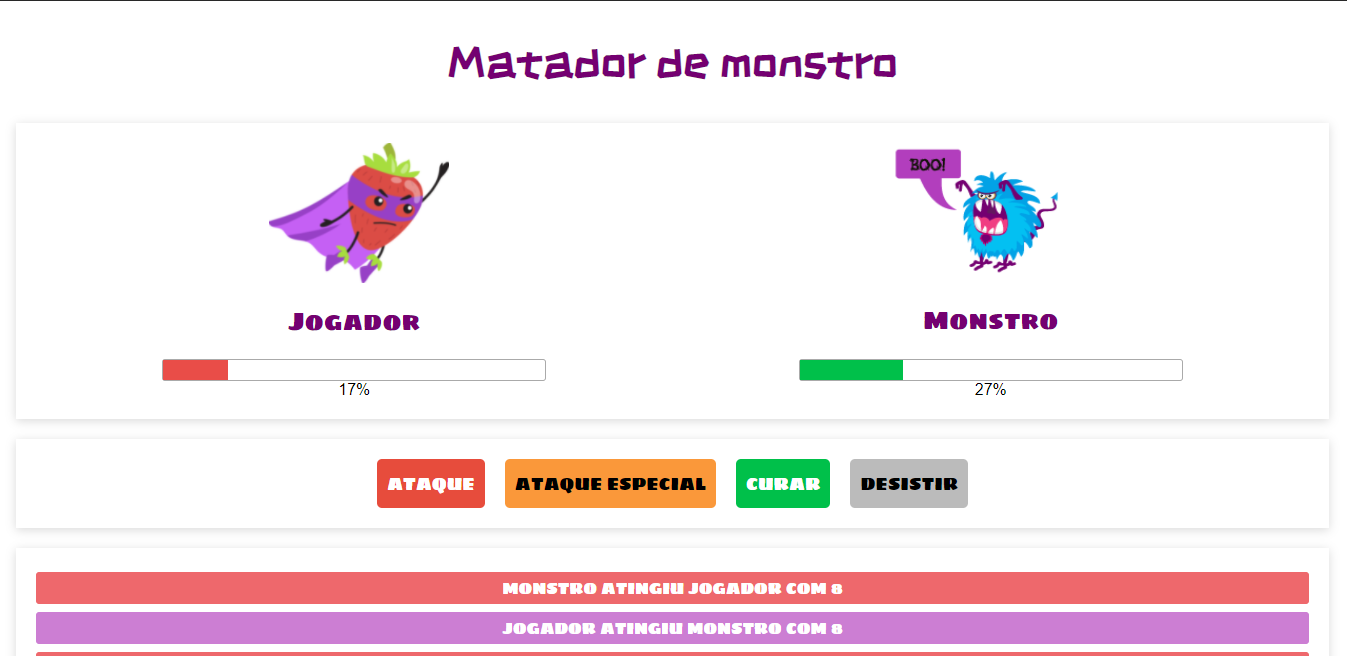 Matador de monstro
BOO!
Jogador
Monstro
17%
27%
ATAQUE
ATAQUE ESPECIAL
CURAR
DESISTIR
MONSTRO ATINGIU JOGADOR COM 8
JOGADOR ATINGIU MONSTRO COM 8